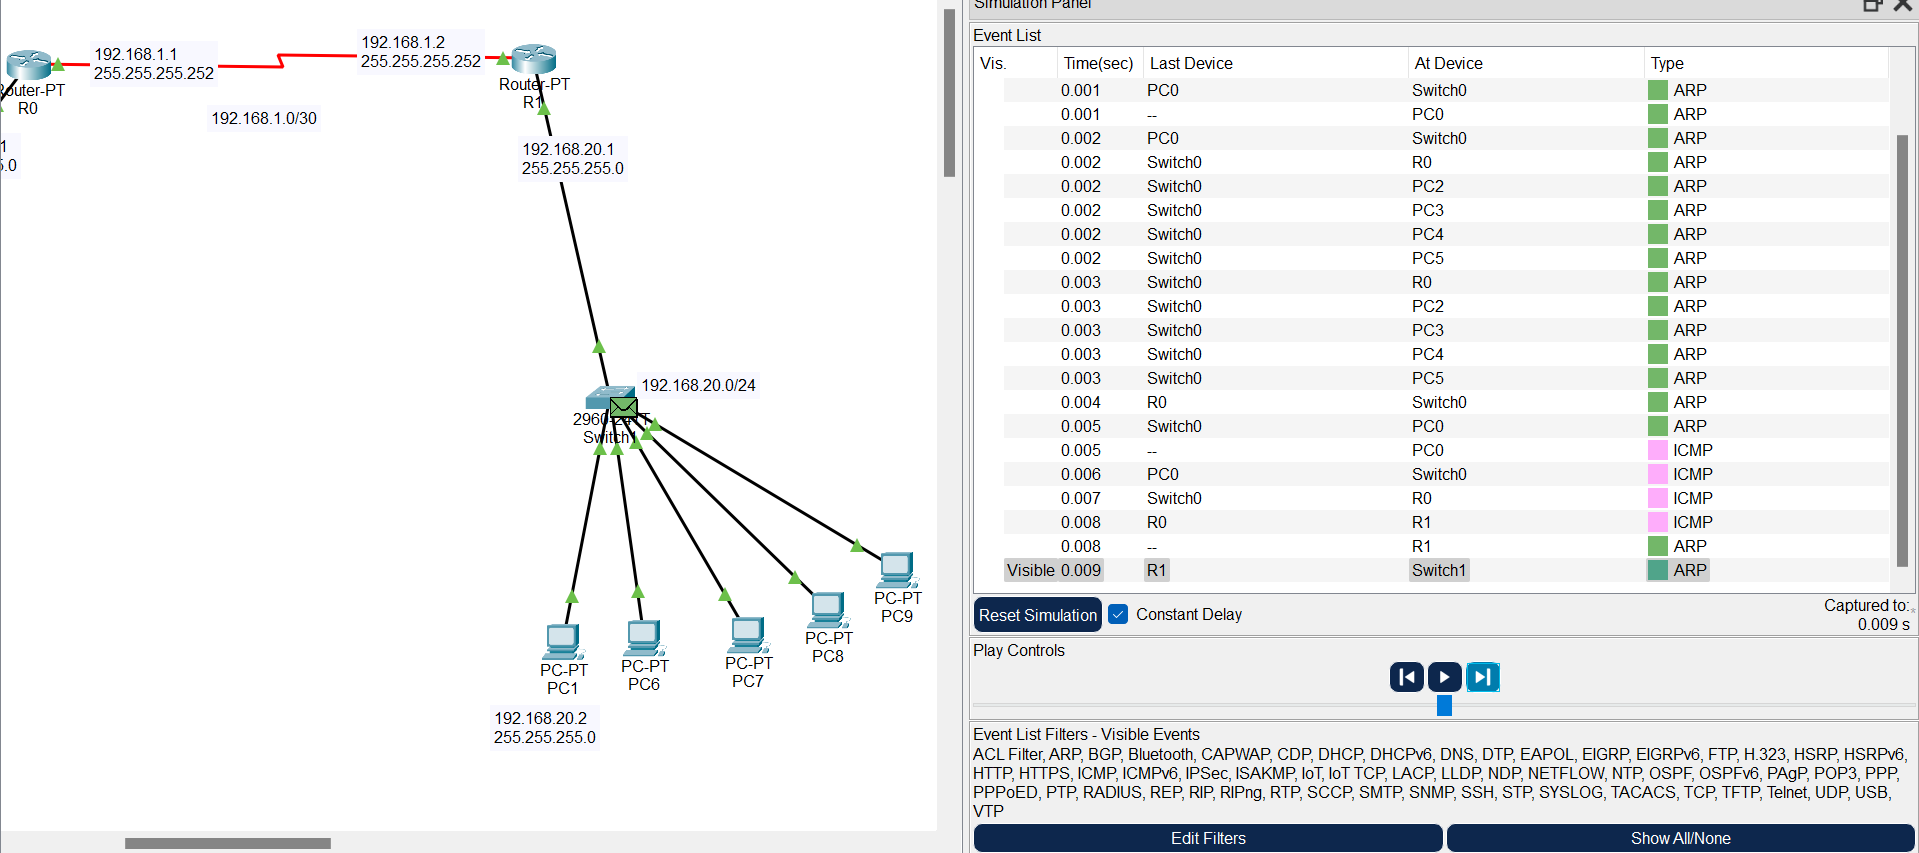 192.168.1.1
255.255.255.252
192.168.1.2
255.255.255.252
Router-PT
R0
Router-PT
R1
192.168.1.0/30
1
5.0
192.168.20.1
255.255.255.0
192.168.20.0/24
2960-24TT
Switch1
PC-PT
PC1
PC-PT
PC6
PC-PT
PC7
PC-PT
PC8
PC-PT
PC9
192.168.20.2
255.255.255.0
Simulation Panel
Event List
Vis. Time(sec) Last Device At Device Type
0.001 PC0 Switch0 ARP
0.001 -- PC0 ARP
0.002 PC0 Switch0 ARP
0.002 Switch0 R0 ARP
0.002 Switch0 PC2 ARP
0.002 Switch0 PC3 ARP
0.002 Switch0 PC4 ARP
0.002 Switch0 PC5 ARP
0.003 Switch0 R0 ARP
0.003 Switch0 PC2 ARP
0.003 Switch0 PC3 ARP
0.003 Switch0 PC4 ARP
0.003 Switch0 PC5 ARP
0.004 R0 Switch0 ARP
0.005 Switch0 PC0 ARP
0.005 -- PC0 ICMP
0.006 PC0 Switch0 ICMP
0.007 Switch0 R0 ICMP
0.008 R0 R1 ICMP
0.008 -- R1 ARP
Visible 0.009 R1 Switch1 ARP
Reset Simulation Constant Delay
Captured to:
0.009 s
Play Controls
Event List Filters - Visible Events
ACL Filter, ARP, BGP, Bluetooth, CAPWAP, CDP, DHCP, DHCPv6, DNS, DTP, EAPOL, EIGRP, EIGRPv6, FTP, H.323, HSRP, HSRPv6,
HTTP, HTTPS, ICMP, ICMPv6, IPSec, ISAKMP, IoT, IoT TCP, LACP, LLDP, NDP, NETFLOW, NTP, OSPF, OSPFv6, PAgP, POP3, PPP,
PPPoED, PTP, RADIUS, REP, RIP, RIPng, RTP, SCCP, SMTP, SNMP, SSH, STP, SYSLOG, TACACS, TCP, TFTP, Telnet, UDP, USB,
VTP
Edit Filters Show All/None